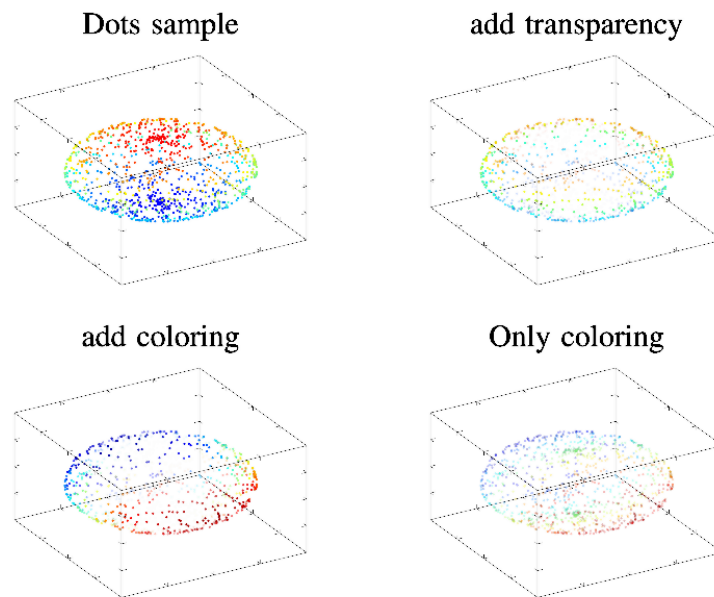 Dots sample
add transparency
add coloring
Only coloring